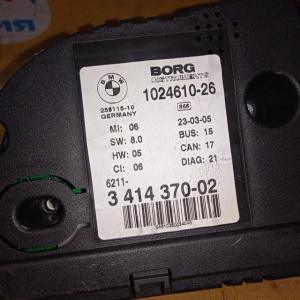 BMW
BORG
INSTRUMENTS
1024610-26
258115-10
GERMANY
MI: 06
23-03-05
SW: 8.0
BUS: 15
HW: 05
CAN: 17
CI: 06
DIAG: 21
6211-
3 414 370-02